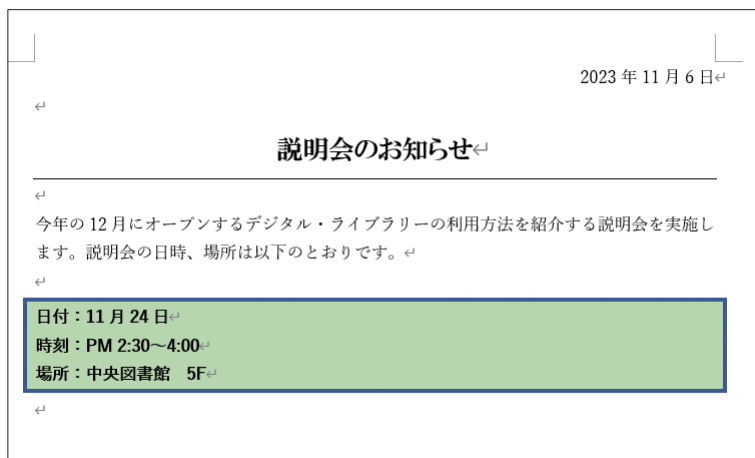 2023 年 11 月 6 日
説明会のお知らせ
今年の 12 月にオープンするデジタル・ライブラリーの利用方法を紹介する説明会を実施し
ます。説明会の日時、場所は以下のとおりです。
日付：11 月 24 日
時刻：PM 2:30～4:00
場所：中央図書館　5F